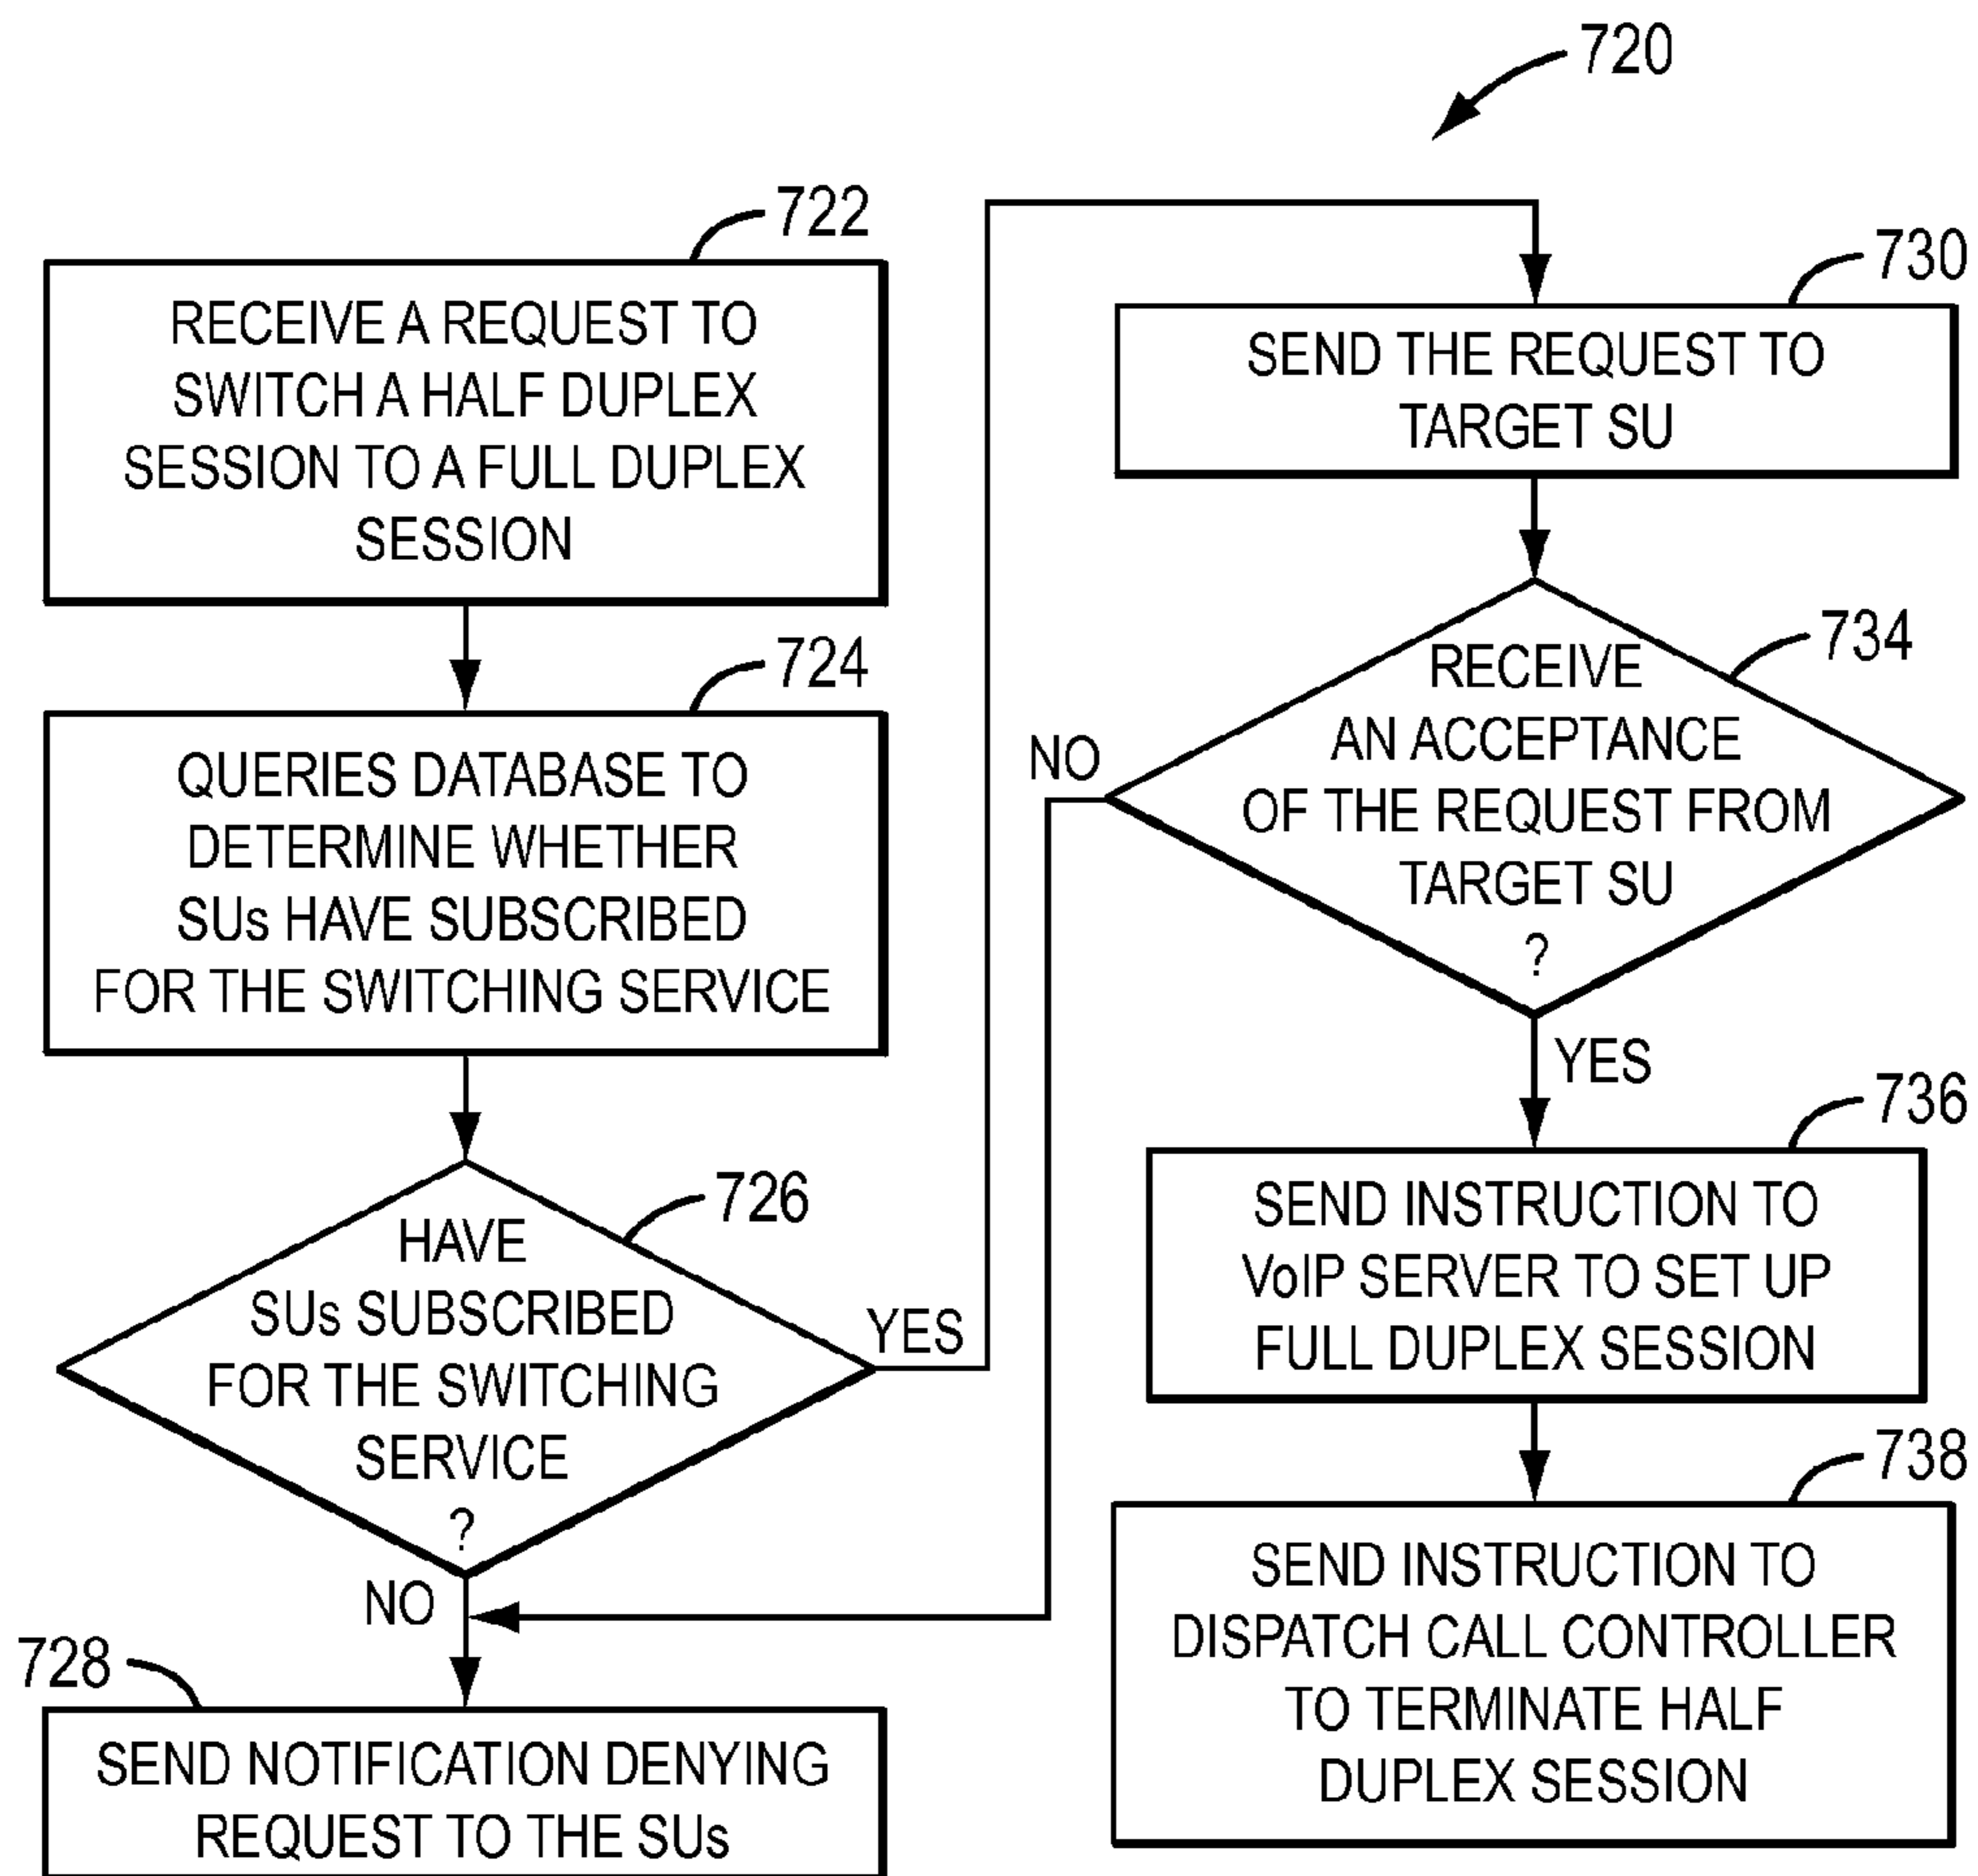 720
722
RECEIVE A REQUEST TO
SWITCH A HALF DUPLEX
SESSION TO A FULL DUPLEX
SESSION
724
QUERIES DATABASE TO
DETERMINE WHETHER
SUs HAVE SUBSCRIBED
FOR THE SWITCHING SERVICE
726
HAVE
SUs SUBSCRIBED
FOR THE SWITCHING
SERVICE
?
YES
NO
728
SEND NOTIFICATION DENYING
REQUEST TO THE SUs
730
SEND THE REQUEST TO
TARGET SU
734
RECEIVE
AN ACCEPTANCE
OF THE REQUEST FROM
TARGET SU
?
NO
YES
736
SEND INSTRUCTION TO
VoIP SERVER TO SET UP
FULL DUPLEX SESSION
738
SEND INSTRUCTION TO
DISPATCH CALL CONTROLLER
TO TERMINATE HALF
DUPLEX SESSION